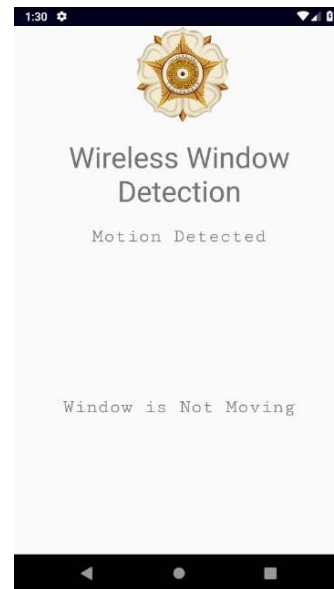 1:30
Wireless Window
Detection
Motion Detected
Window is Not Moving